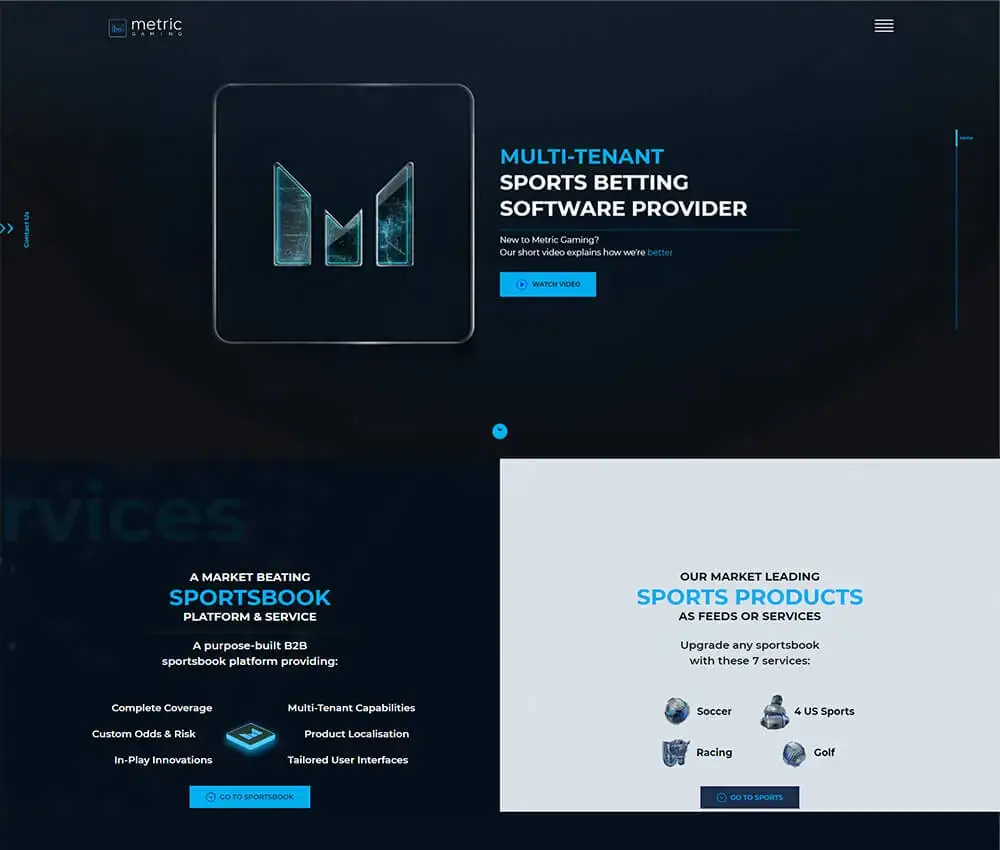 metric
GAMING
Home
MULTI-TENANT
SPORTS BETTING
SOFTWARE PROVIDER
New to Metric Gaming?
Our short video explains how we're better
WATCH VIDEO
Contact Us
rvices
A MARKET BEATING
SPORTSBOOK
PLATFORM & SERVICE
A purpose-built B2B
sportsbook platform providing:
Complete Coverage
Multi-Tenant Capabilities
Custom Odds & Risk
Product Localisation
In-Play Innovations
Tailored User Interfaces
GO TO SPORTSBOOK
OUR MARKET LEADING
SPORTS PRODUCTS
AS FEEDS OR SERVICES
Upgrade any sportsbook
with these 7 services:
Soccer
4 US Sports
Racing
Golf
GO TO SPORTS